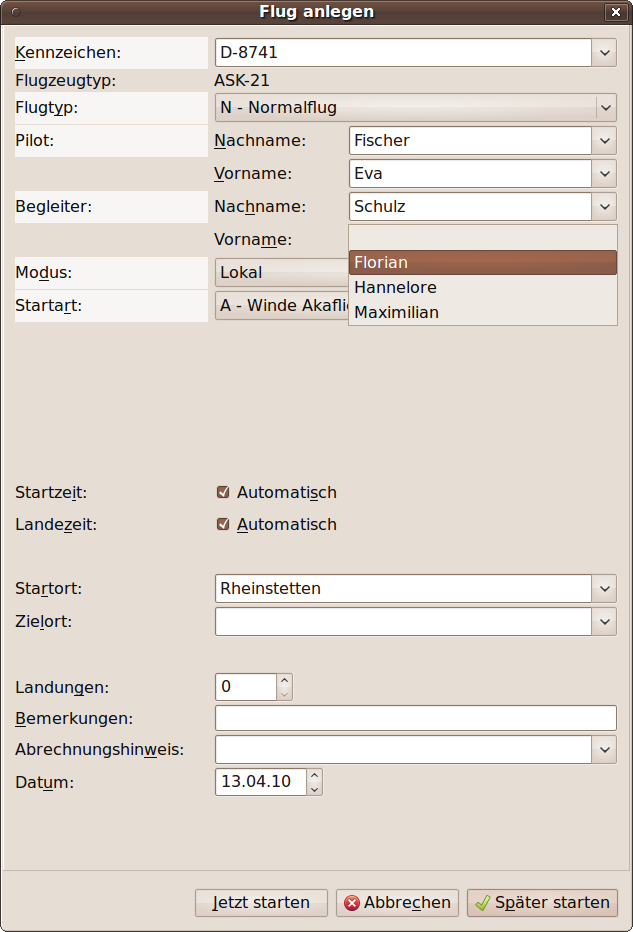 Flug anlegen
Kennzeichen: D-8741
Flugzeugtyp: ASK-21
Flugtyp: N - Normalflug
Pilot: Nachname: Fischer
Vorname: Eva
Begleiter: Nachname: Schulz
Vorname:
Florian
Modus: Lokal
Hannelore
Startart: A - Winde
Maximilian
Startzeit: Automatisch
Landezeit: Automatisch
Startort: Rheinstetten
Zielort:
Landungen: 0
Bemerkungen:
Abrechnungshinweis:
Datum: 13.04.10
Jetzt starten Abbrechen Später starten